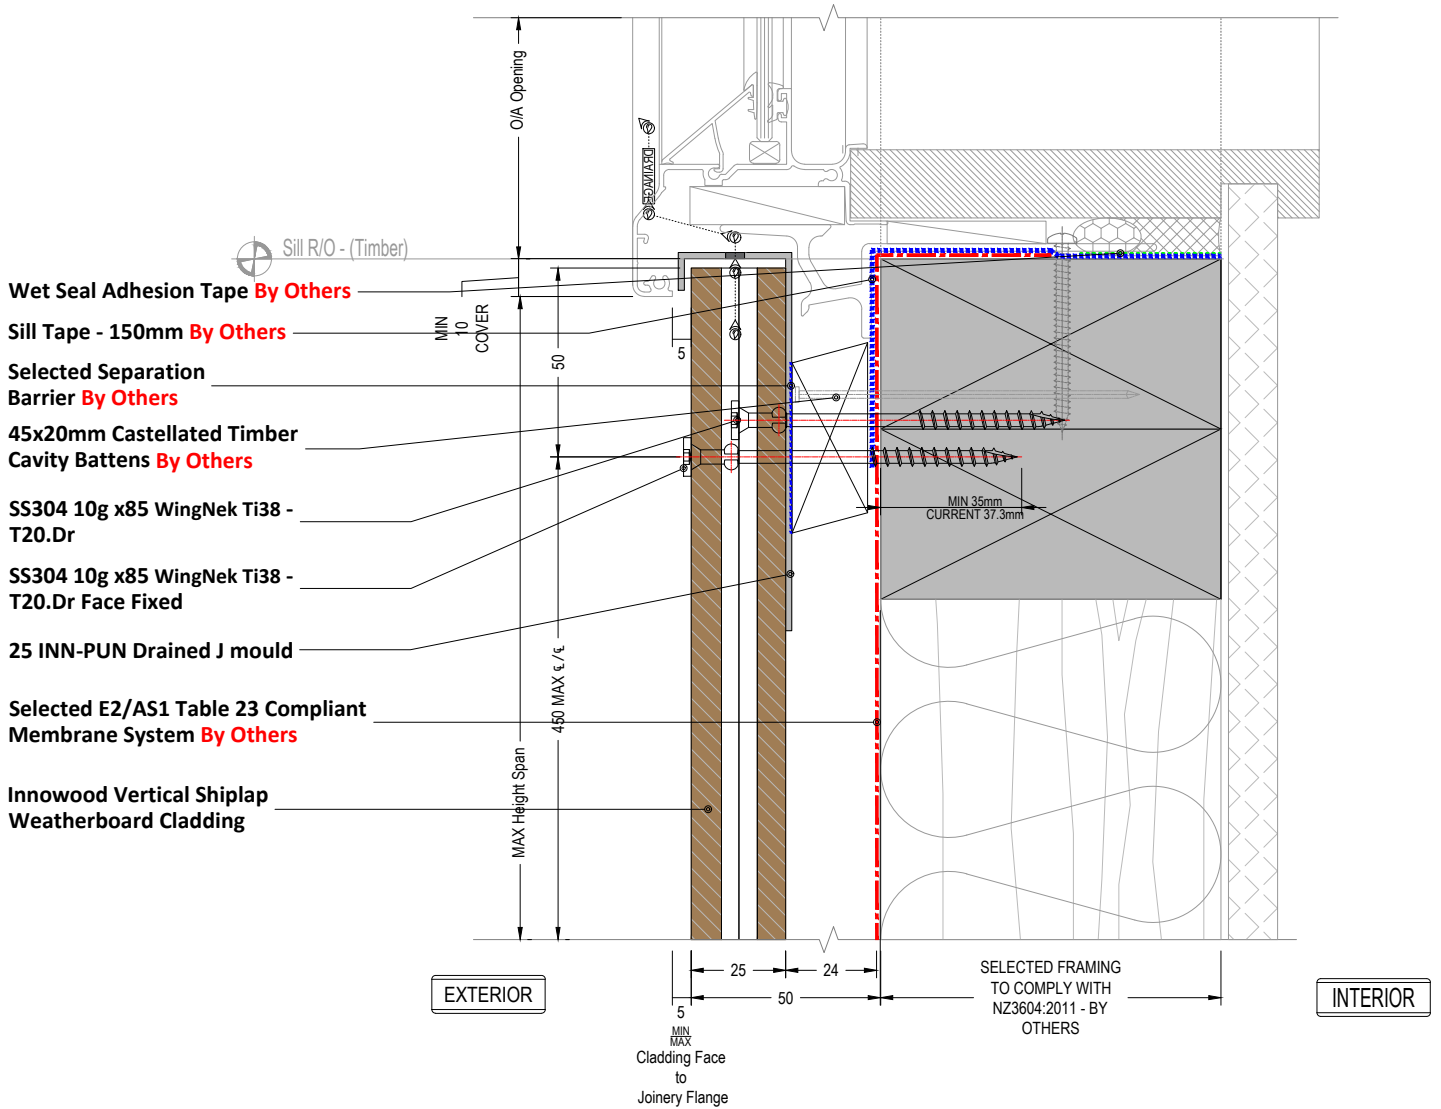 O/A Opening
DRAINAGE
Sill R/O - (Timber)
Wet Seal Adhesion Tape By Others
Sill Tape - 150mm By Others
Selected Separation
Barrier By Others
45x20mm Castellated Timber
Cavity Battens By Others
SS304 10g x85 WingNek Ti38 -
T20.Dr
SS304 10g x85 WingNek Ti38 -
T20.Dr Face Fixed
25 INN-PUN Drained J mould
Selected E2/AS1 Table 23 Compliant
Membrane System By Others
Innowood Vertical Shiplap
Weatherboard Cladding
MIN
10
COVER
5
50
450 MAX ℄/℄
MAX Height Span
MIN 35mm
CURRENT 37.3mm
25
24
50
5
MIN
MAX
Cladding Face
to
Joinery Flange
SELECTED FRAMING
TO COMPLY WITH
NZ3604:2011 - BY
OTHERS
EXTERIOR
INTERIOR